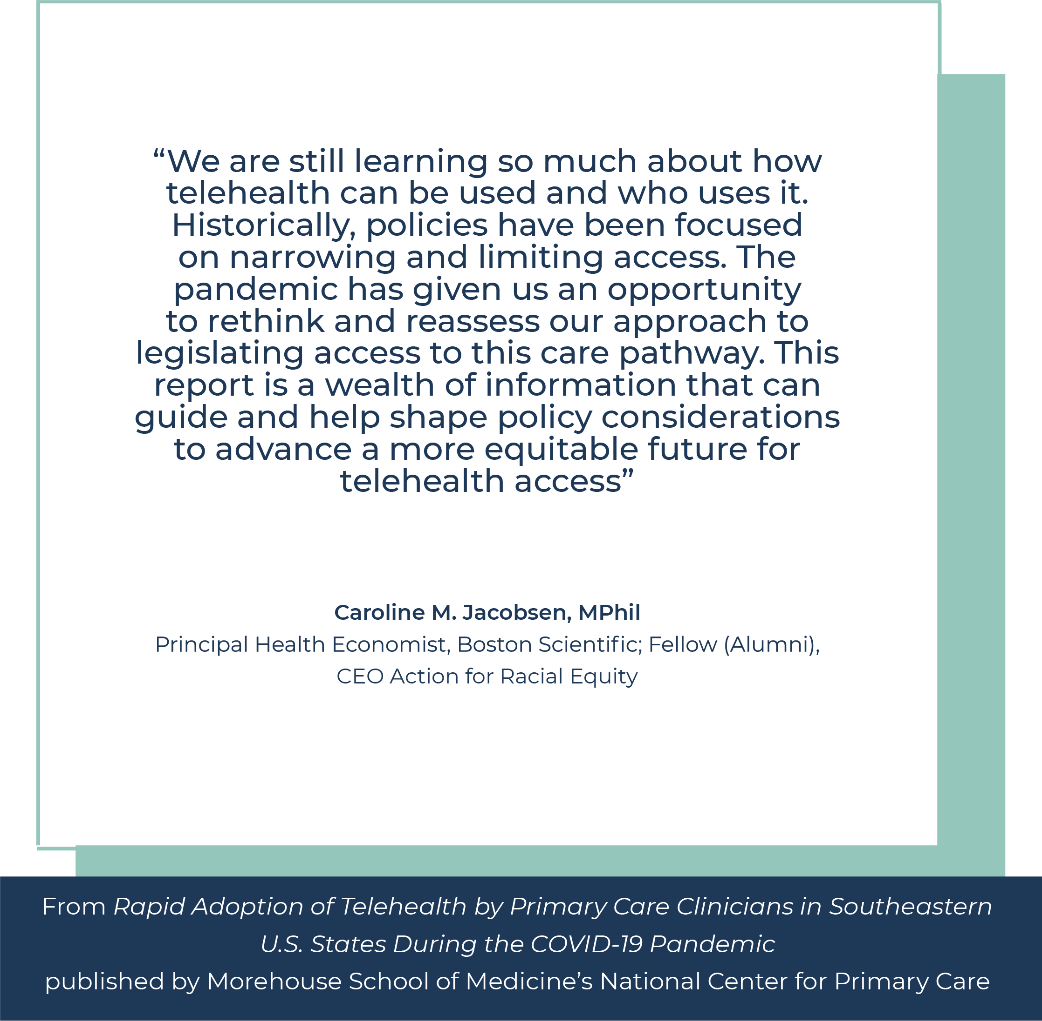 “We are still learning so much about how
telehealth can be used and who uses it.
Historically, policies have been focused
on narrowing and limiting access. The
pandemic has given us an opportunity
to rethink and reassess our approach to
legislating access to this care pathway. This
report is a wealth of information that can
guide and help shape policy considerations
to advance a more equitable future for
telehealth access”
Caroline M. Jacobsen, MPhil
Principal Health Economist, Boston Scientific; Fellow (Alumni),
CEO Action for Racial Equity
From Rapid Adoption of Telehealth by Primary Care Clinicians in Southeastern
U.S. States During the COVID-19 Pandemic
published by Morehouse School of Medicine’s National Center for Primary Care